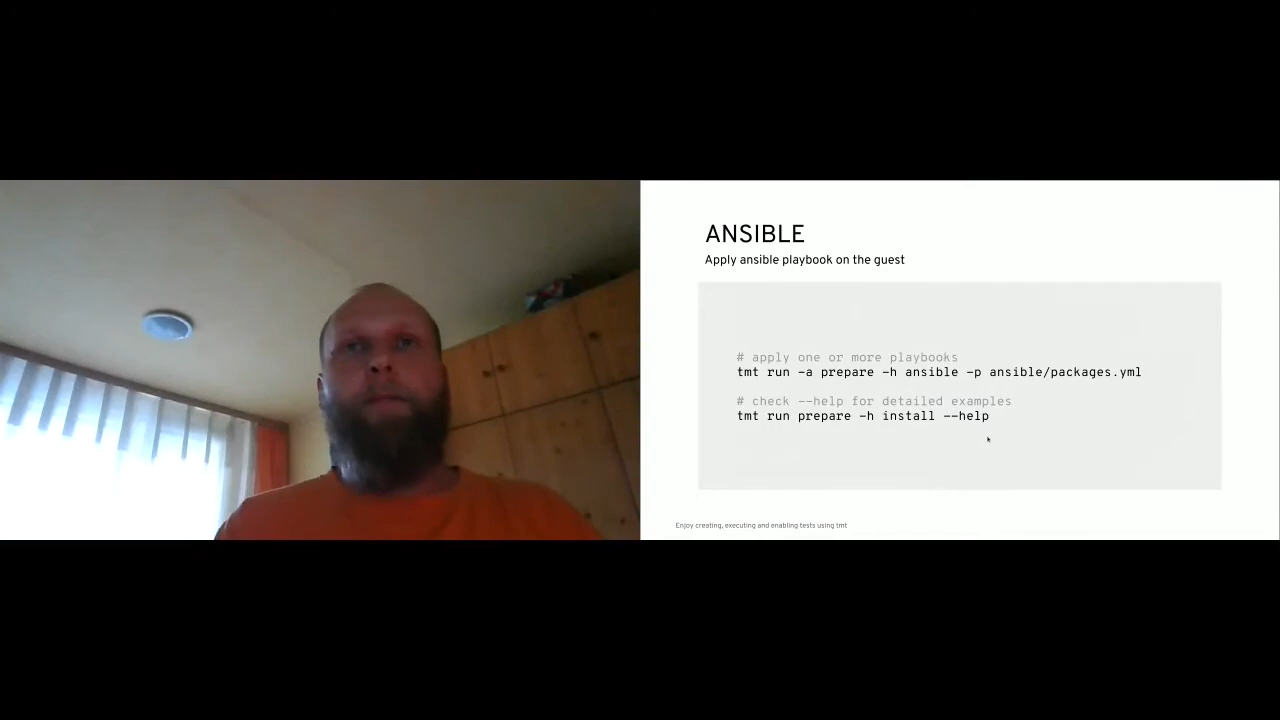 ANSIBLE
Apply ansible playbook on the guest
# apply one or more playbooks
tmt run -a prepare -h ansible -p ansible/packages.yml
# check --help for detailed examples
tmt run prepare -h install --help
Enjoy creating, executing and enabling tests using tmt